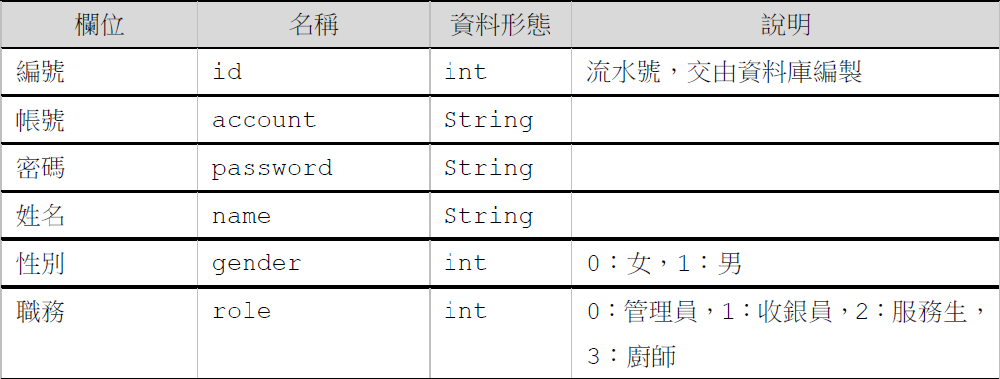 欄位 名稱 資料形態 說明
編號 id int 流水號，交由資料庫編製
帳號 account String
密碼 password String
姓名 name String
性別 gender int 0：女，1：男
職務 role int 0：管理員，1：收銀員，2：服務生，
3：廚師